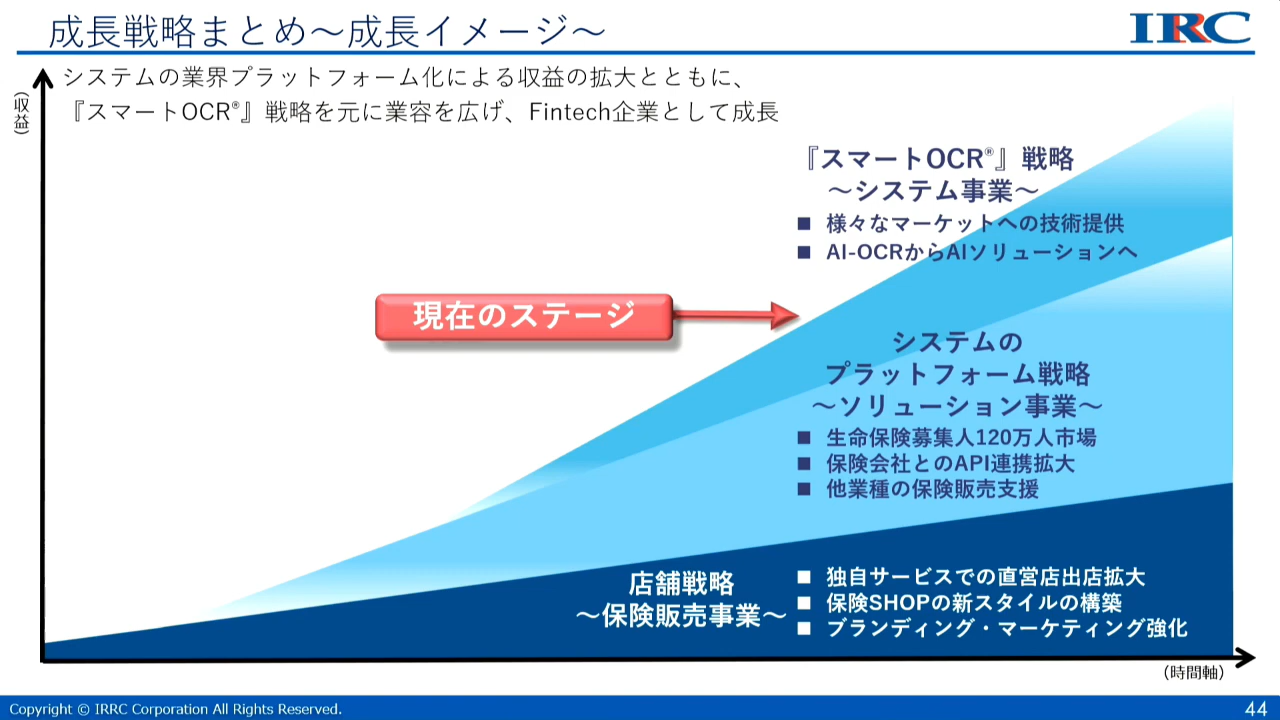 成長戦略まとめ～成長イメージ～
IRRC
(収益)
システムの業界プラットフォーム化による収益の拡大とともに、
『スマートOCR®』戦略を元に業容を広げ、Fintech企業として成長
『スマートOCR®』戦略
～システム事業～
■ 様々なマーケットへの技術提供
■ AI-OCRからAIソリューションへ
現在のステージ
システムの
プラットフォーム戦略
～ソリューション事業～
■ 生命保険募集人120万人市場
■ 保険会社とのAPI連携拡大
■ 他業種の保険販売支援
店舗戦略
～保険販売事業～
■ 独自サービスでの直営店出店拡大
■ 保険SHOPの新スタイルの構築
■ ブランディング・マーケティング強化
(時間軸)
Copyright © IRRC Corporation All Rights Reserved.
44